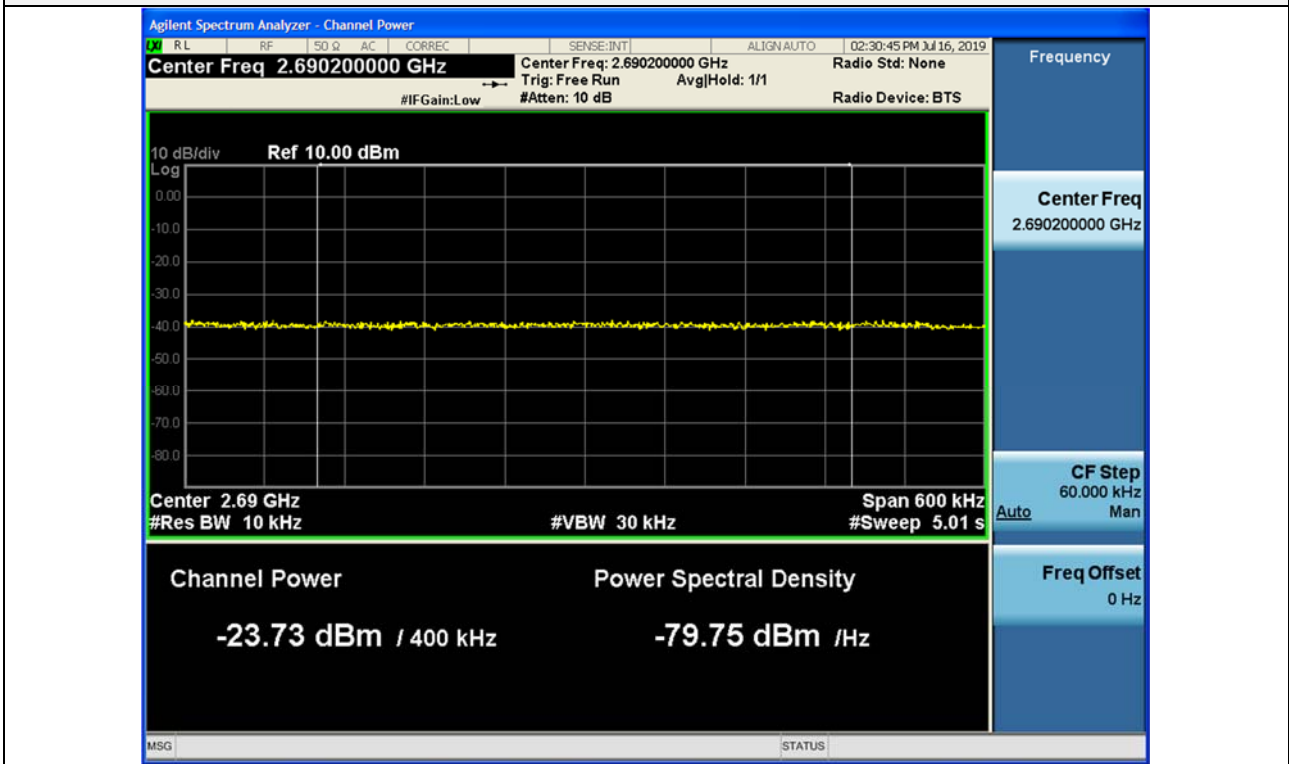 Agilent Spectrum Analyzer - Channel Power
LXI RL RF 50 Ω AC CORREC SENSE:INT ALIGN AUTO 02:30:45 PM Jul 16, 2019
Center Freq 2.690200000 GHz
Center Freq: 2.690200000 GHz Radio Std: None
Trig: Free Run Avg|Hold: 1/1
#IFGain:Low #Atten: 10 dB Radio Device: BTS
10 dB/div Ref 10.00 dBm
Log
0.00
-10.0
-20.0
-30.0
-40.0
-50.0
-60.0
-70.0
-80.0
Center 2.69 GHz Span 600 kHz
#Res BW 10 kHz #VBW 30 kHz #Sweep 5.01 s
Channel Power Power Spectral Density
-23.73 dBm / 400 kHz -79.75 dBm /Hz
MSG STATUS
Frequency
Center Freq
2.690200000 GHz
CF Step
60.000 kHz
Auto Man
Freq Offset
0 Hz